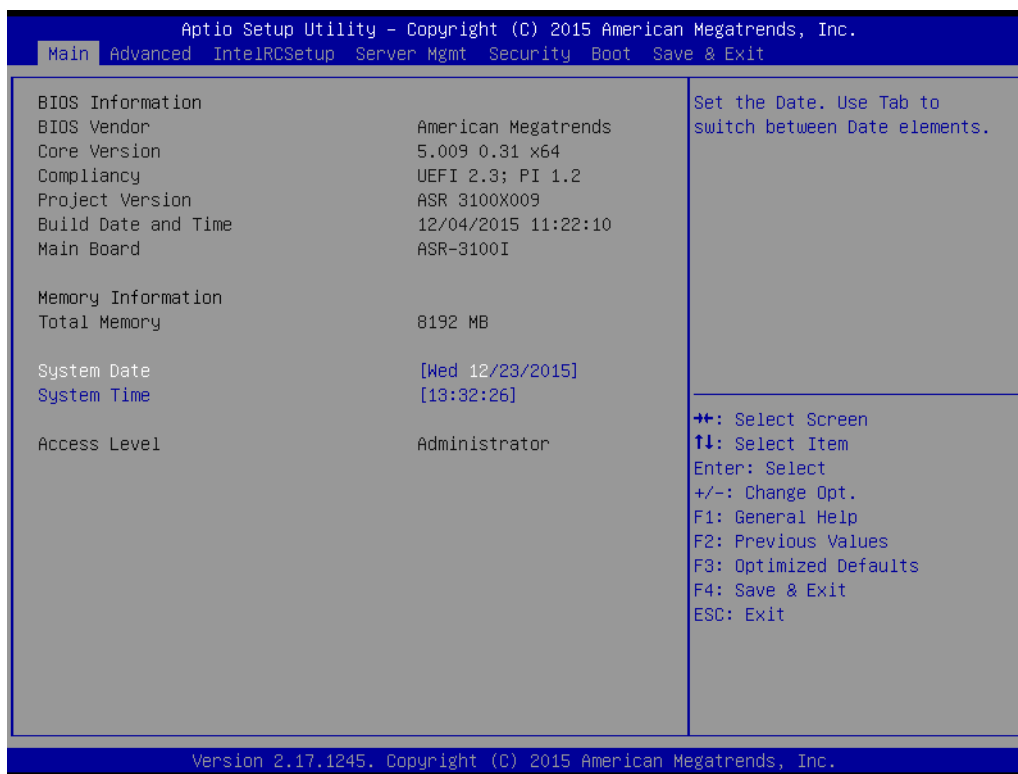 Aptio Setup Utility – Copyright (C) 2015 American Megatrends, Inc.
Main Advanced IntelRCSetup Server Mgmt Security Boot Save & Exit
BIOS Information
BIOS Vendor American Megatrends
Core Version 5.009 0.31 x64
Compliancy UEFI 2.3; PI 1.2
Project Version ASR 3100X009
Build Date and Time 12/04/2015 11:22:10
Main Board ASR-3100I
Memory Information
Total Memory 8192 MB
System Date [Wed 12/23/2015]
System Time [13:32:26]
Access Level Administrator
Set the Date. Use Tab to
switch between Date elements.
→←: Select Screen
↑↓: Select Item
Enter: Select
+/-: Change Opt.
F1: General Help
F2: Previous Values
F3: Optimized Defaults
F4: Save & Exit
ESC: Exit
Version 2.17.1245. Copyright (C) 2015 American Megatrends, Inc.